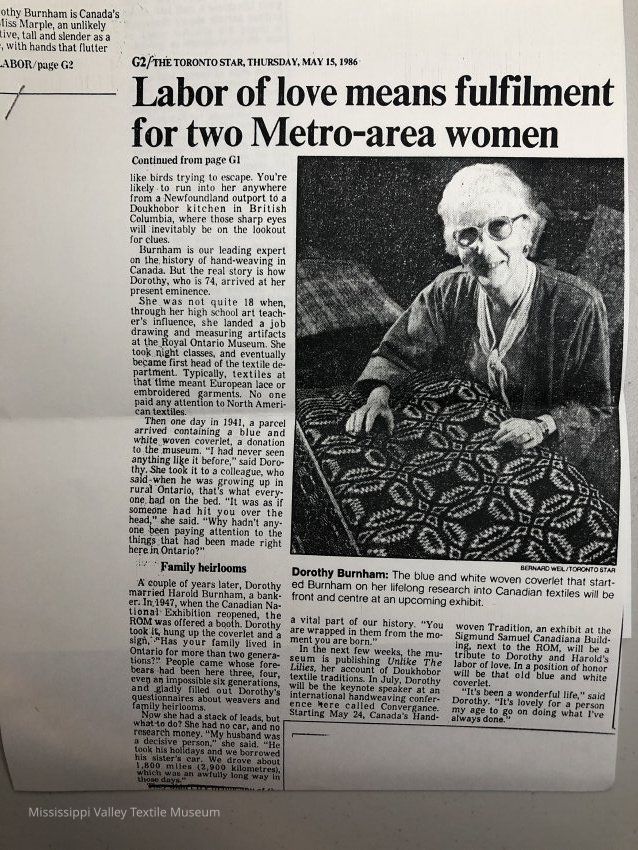 othy Burnham is Canada's
Miss Marple, an unlikely
tive, tall and slender as a
, with hands that flutter
LABOR/page G2
G2/THE TORONTO STAR, THURSDAY, MAY 15, 1986
Labor of love means fulfilment
for two Metro-area women
Continued from page G1
like birds trying to escape. You're
likely to run into her anywhere
from a Newfoundland outport to a
Doukhobor kitchen in British
Columbia, where those sharp eyes
will inevitably be on the lookout
for clues.
Burnham is our leading expert
on the history of hand-weaving in
Canada. But the real story is how
Dorothy, who is 74, arrived at her
present eminence.
She was not quite 18 when,
through her high school art teach-
er's influence, she landed a job
drawing and measuring artifacts
at the Royal Ontario Museum. She
took night classes, and eventually
became first head of the textile de-
partment. Typically, textiles at
that time meant European lace or
embroidered garments. No one
paid any attention to North Ameri-
can textiles.
Then one day in 1941, a parcel
arrived containing a blue and
white woven coverlet, a donation
to the museum. "I had never seen
anything like it before," said Doro-
thy. She took it to a colleague, who
said when he was growing up in
rural Ontario, that's what every-
one had on the bed. "It was as if
someone had hit you over the
head," she said. "Why hadn't any-
one been paying attention to the
things that had been made right
here in Ontario?"
Family heirlooms
A couple of years later, Dorothy
married Harold Burnham, a bank-
er. In 1947, when the Canadian Na-
tional Exhibition reopened, the
ROM was offered a booth. Dorothy
took it, hung up the coverlet and a
sign, "Has your family lived in
Ontario for more than two genera-
tions?" People came whose fore-
bears had been here three, four,
even an impossible six generations,
and gladly filled out Dorothy's
questionnaires about weavers and
family heirlooms.
Now she had a stack of leads, but
what to do? She had no car, and no
research money. "My husband was
a decisive person," she said. "He
took his holidays and we borrowed
his sister's car. We drove about
1,800 miles (2,900 kilometres),
which was an awfully long way in
those days."
BERNARD WEIL/TORONTO STAR
Dorothy Burnham: The blue and white woven coverlet that start-
ed Burnham on her lifelong research into Canadian textiles will be
front and centre at an upcoming exhibit.
a vital part of our history. "You
are wrapped in them from the mo-
ment you are born."
In the next few weeks, the mu-
seum is publishing Unlike The
Lilies, her account of Doukhobor
textile traditions. In July, Dorothy
will be the keynote speaker at an
international handweaving confer-
ence here called Convergance.
Starting May 24, Canada's Hand-
woven Tradition, an exhibit at the
Sigmund Samuel Canadiana Build-
ing, next to the ROM, will be a
tribute to Dorothy and Harold's
labor of love. In a position of honor
will be that old blue and white
coverlet.
"It's been a wonderful life," said
Dorothy. "It's lovely for a person
my age to go on doing what I've
always done."
Mississippi Valley Textile Museum